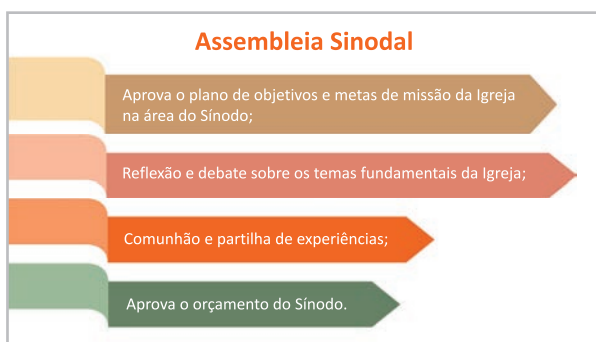 Assembleia Sinodal
Aprova o plano de objetivos e metas de missão da Igreja
na área do Sínodo;
Reflexão e debate sobre os temas fundamentais da Igreja;
Comunhão e partilha de experiências;
Aprova o orçamento do Sínodo.